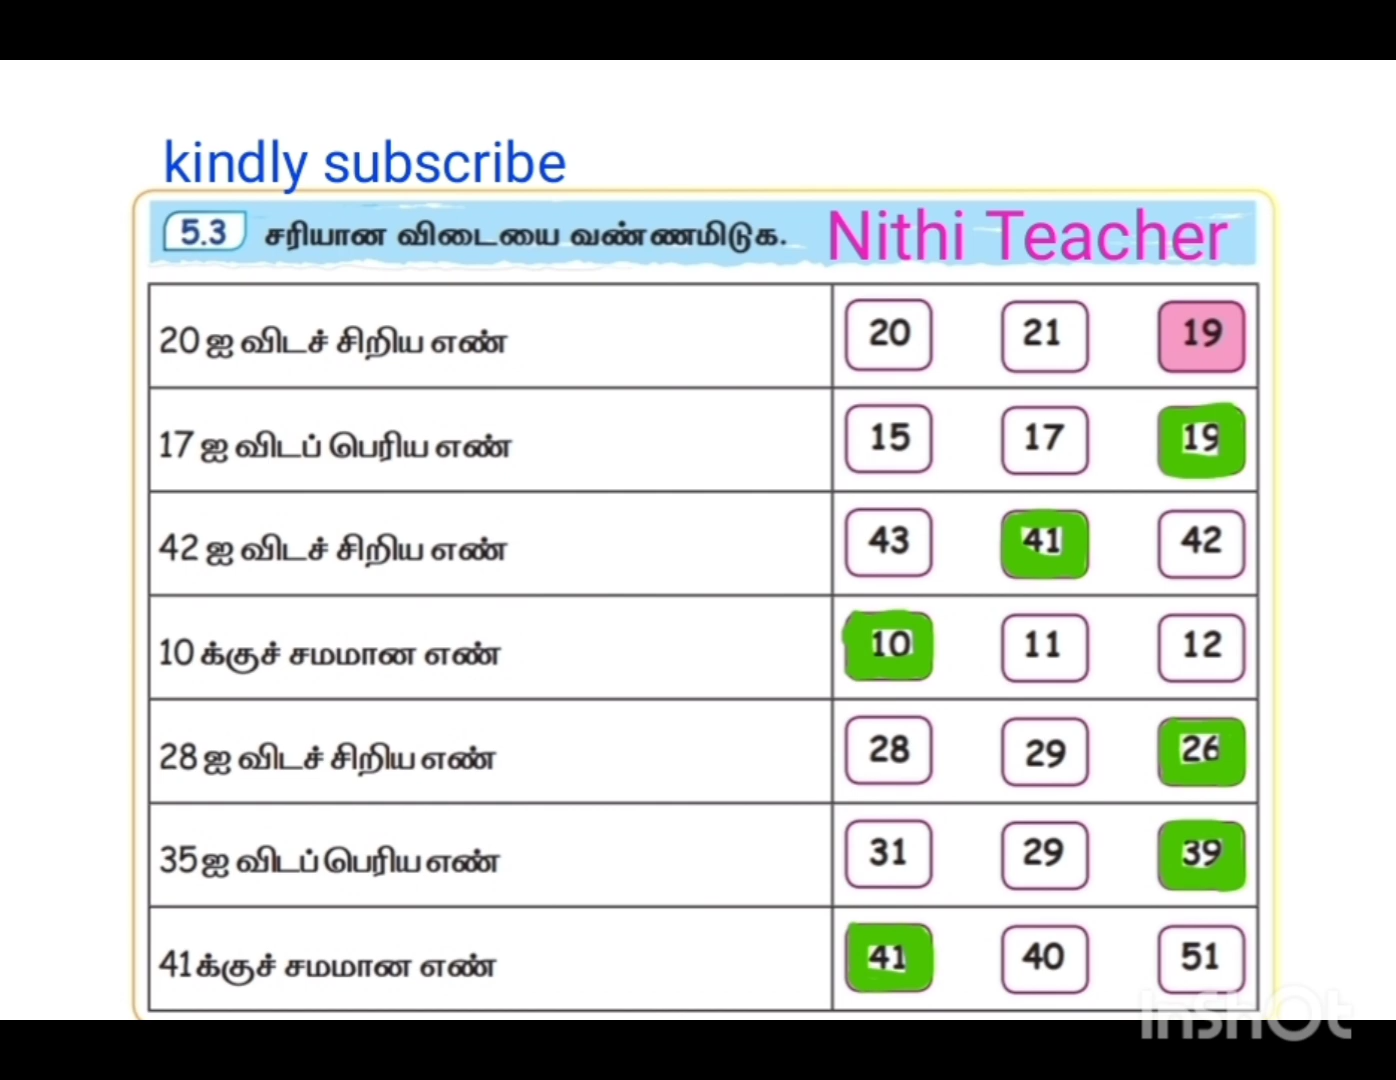 kindly subscribe
5.3 சரியான விடையை வண்ணமிடுக. Nithi Teacher
20 ஐ விடச் சிறிய எண் 20 21 19
17 ஐ விடப் பெரிய எண் 15 17 19
42 ஐ விடச் சிறிய எண் 43 41 42
10 க்குச் சமமான எண் 10 11 12
28 ஐ விடச் சிறிய எண் 28 29 26
35 ஐ விடப் பெரிய எண் 31 29 39
41க்குச் சமமான எண் 41 40 51
InShOt